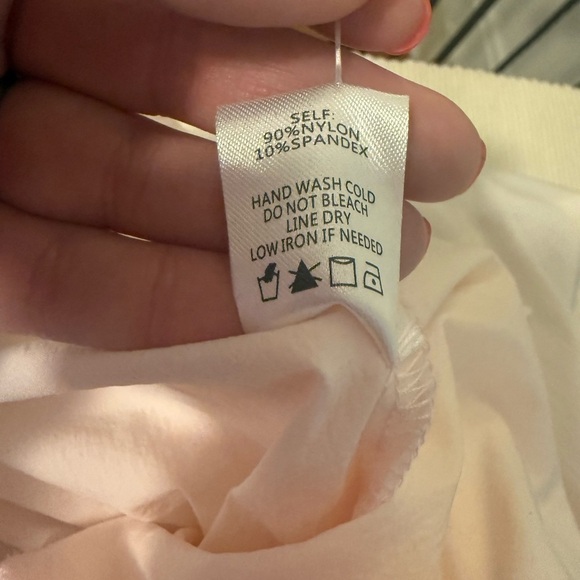 SELF:
90%NYLON
10%SPANDEX
HAND WASH COLD
DO NOT BLEACH
LINE DRY
LOW IRON IF NEEDED